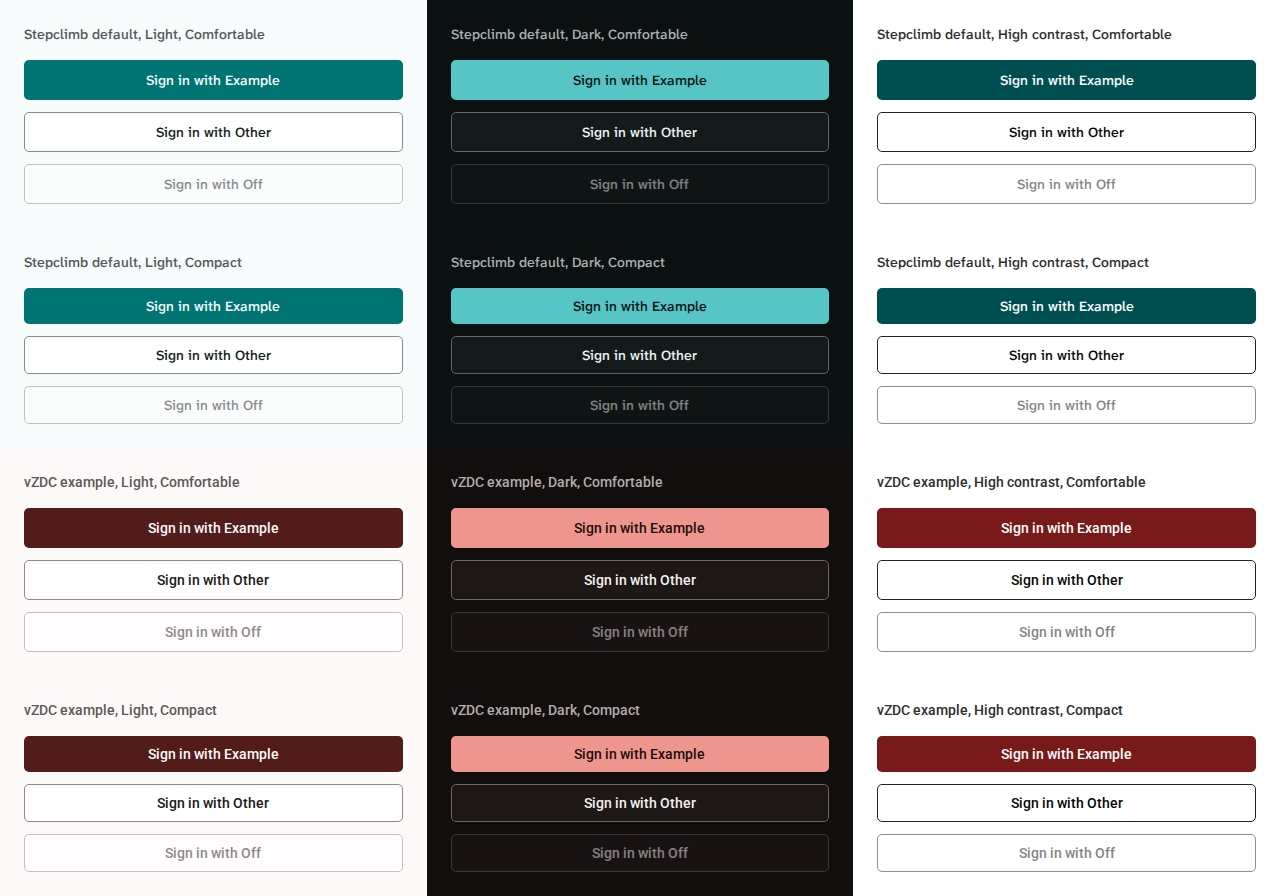 Stepclimb default, Light, Comfortable
Sign in with Example
Sign in with Other
Sign in with Off
Stepclimb default, Dark, Comfortable
Sign in with Example
Sign in with Other
Sign in with Off
Stepclimb default, High contrast, Comfortable
Sign in with Example
Sign in with Other
Sign in with Off
Stepclimb default, Light, Compact
Sign in with Example
Sign in with Other
Sign in with Off
Stepclimb default, Dark, Compact
Sign in with Example
Sign in with Other
Sign in with Off
Stepclimb default, High contrast, Compact
Sign in with Example
Sign in with Other
Sign in with Off
vZDC example, Light, Comfortable
Sign in with Example
Sign in with Other
Sign in with Off
vZDC example, Dark, Comfortable
Sign in with Example
Sign in with Other
Sign in with Off
vZDC example, High contrast, Comfortable
Sign in with Example
Sign in with Other
Sign in with Off
vZDC example, Light, Compact
Sign in with Example
Sign in with Other
Sign in with Off
vZDC example, Dark, Compact
Sign in with Example
Sign in with Other
Sign in with Off
vZDC example, High contrast, Compact
Sign in with Example
Sign in with Other
Sign in with Off